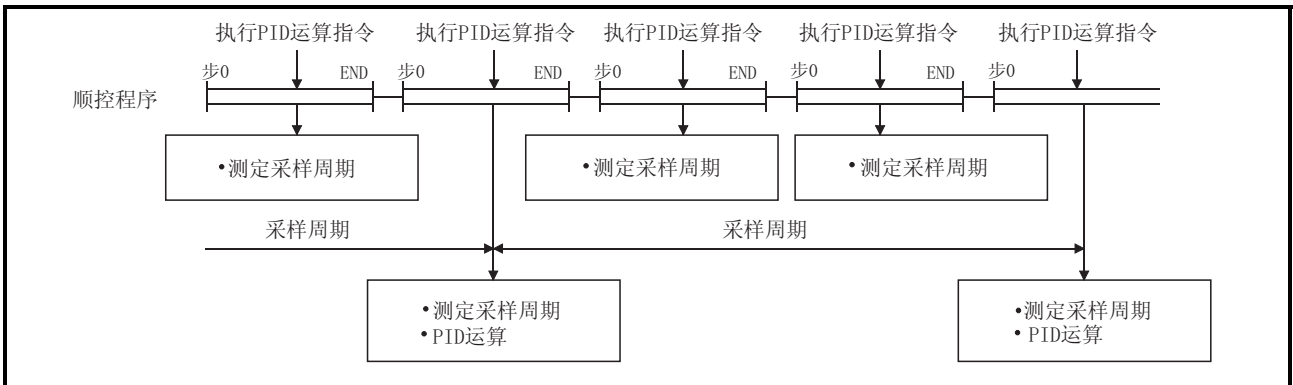 执行PID运算指令 执行PID运算指令 执行PID运算指令 执行PID运算指令 执行PID运算指令
步0 END 步0 END 步0 END 步0 END 步0
顺控程序
•测定采样周期 •测定采样周期 •测定采样周期
采样周期 采样周期
•测定采样周期 •测定采样周期
•PID运算 •PID运算